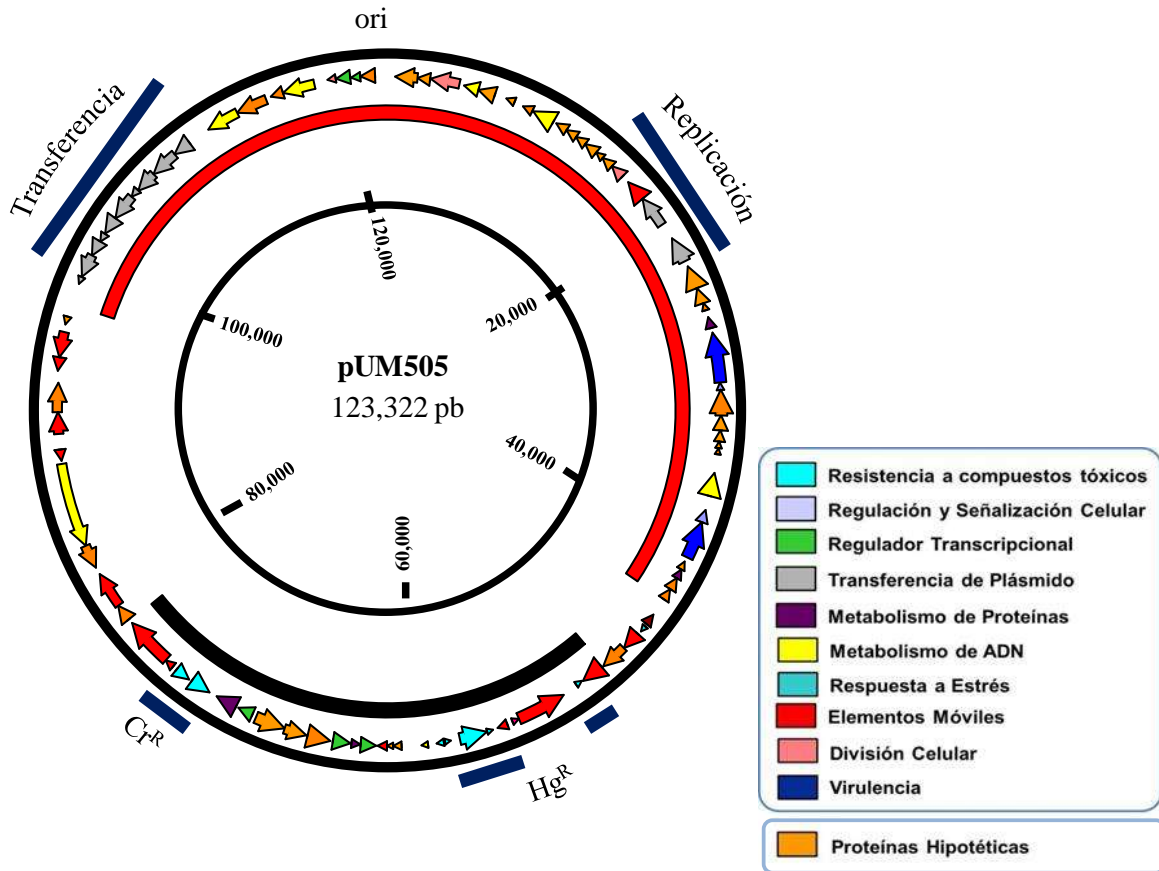 ori
Transferencia
Replicación
120,000
20,000
100,000
pUM505
123,322 pb
40,000
80,000
60,000
Cr^R
Hg^R
Resistencia a compuestos tóxicos
Regulación y Señalización Celular
Regulador Transcripcional
Transferencia de Plásmido
Metabolismo de Proteínas
Metabolismo de ADN
Respuesta a Estrés
Elementos Móviles
División Celular
Virulencia
Proteínas Hipotéticas